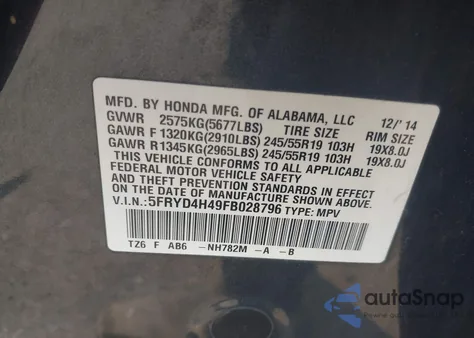 MFD. BY HONDA MFG. OF ALABAMA, LLC 12/'14
GVWR 2575KG(5677LBS) TIRE SIZE RIM SIZE
GAWR F 1320KG(2910LBS) 245/55R19 103H 19X8.0J
GAWR R 1345KG(2965LBS) 245/55R19 103H 19X8.0J
THIS VEHICLE CONFORMS TO ALL APPLICABLE
FEDERAL MOTOR VEHICLE SAFETY STANDARDS
IN EFFECT ON THE DATE OF MANUFACTURE SHOWN ABOVE.
V.I.N.:5FRYD4H49FB028796 TYPE: MPV
TZ6 F AB6 -NH782M -A -B
autoSnap